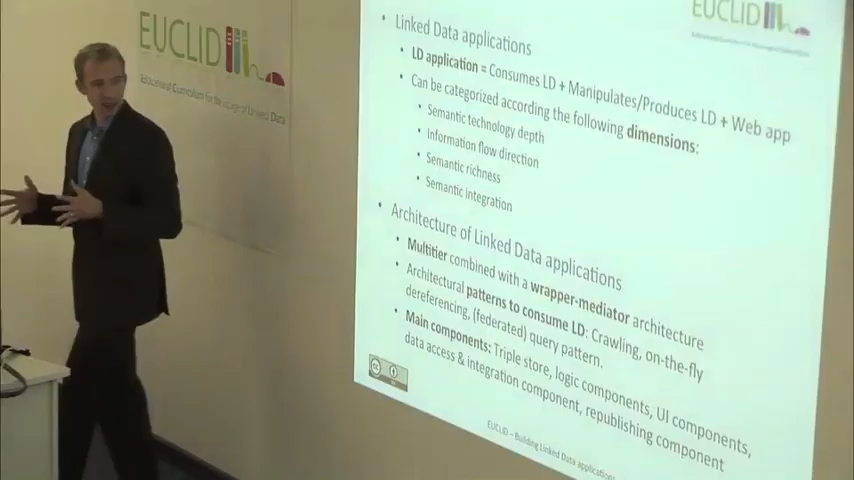 EUCLID
Educational Curriculum for the usage of Linked Data
EUCLID
• Linked Data applications
• LD application = Consumes LD + Manipulates/Produces LD + Web app
• Can be categorized according the following dimensions:
• Semantic technology depth
• Information flow direction
• Semantic richness
• Semantic integration
• Architecture of Linked Data applications
• Multitier combined with a wrapper-mediator architecture
• Architectural patterns to consume LD: Crawling, on-the-fly
dereferencing, (federated) query pattern.
• Main components: Triple store, logic components, UI components,
data access & integration component, republishing component
cc
EUCLID – Building Linked Data applications